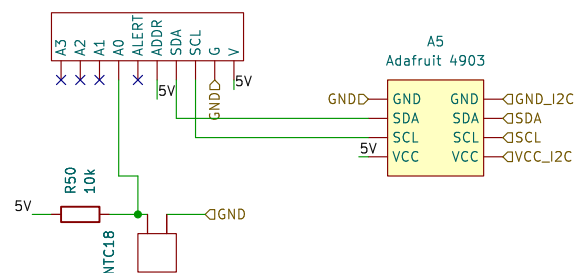 A3
A2
A1
A0
ALERT
ADDR
SDA
SCL
G
V
5V
5V
GND
A5
Adafruit 4903
GND
GND
GND
GND_I2C
SDA
SDA
SDA
SCL
SCL
SCL
5V
VCC
VCC
VCC_I2C
R50
10k
5V
GND
NTC18